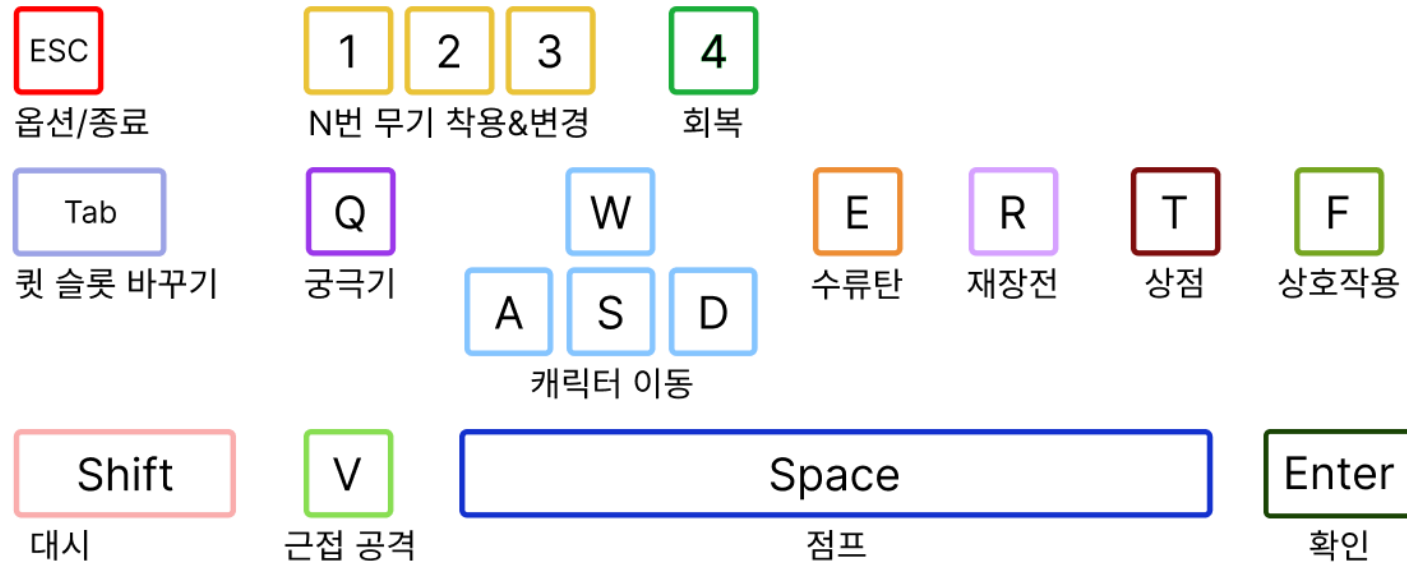 ESC 1 2 3 4
옵션/종료 N번 무기 착용&변경 회복
Tab Q W E R T F
큇 슬롯 바꾸기 궁극기 수류탄 재장전 상점 상호작용
A S D
캐릭터 이동
Shift V Space Enter
대시 근접 공격 점프 확인